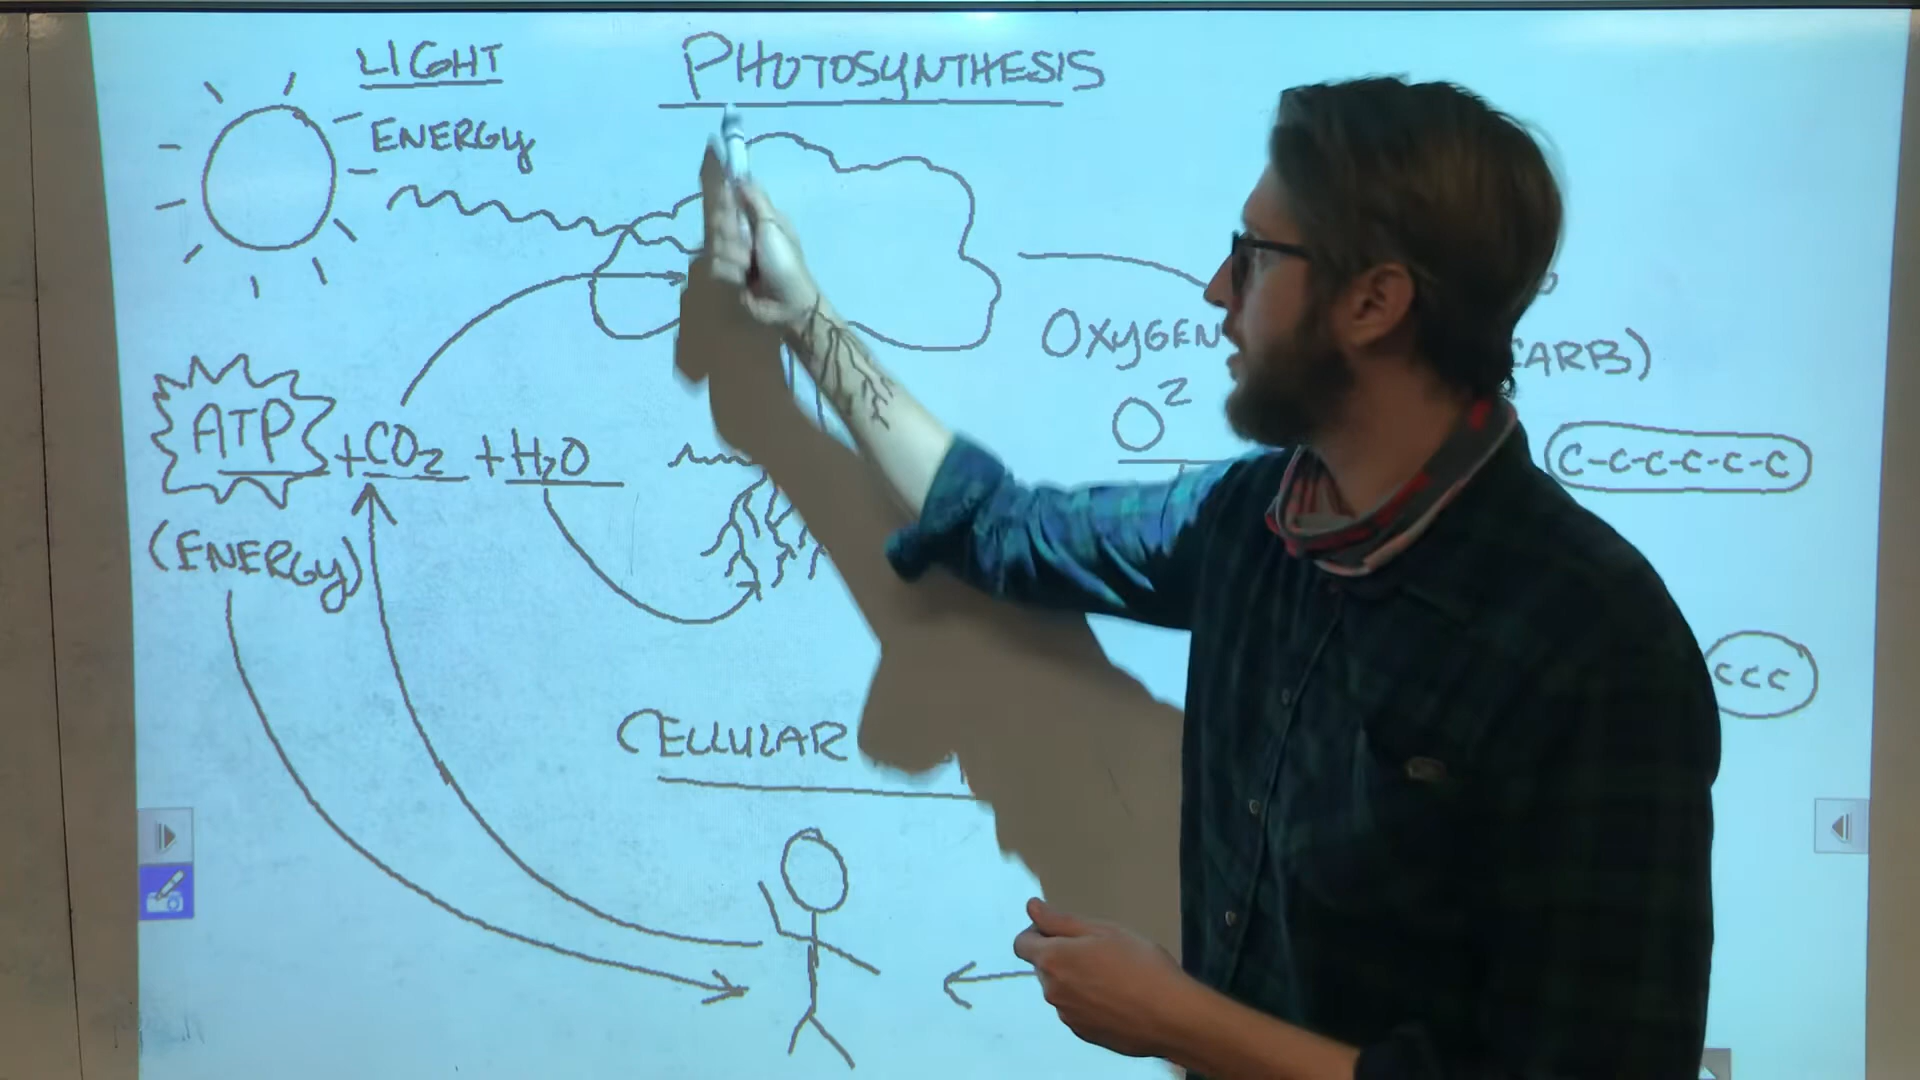 LIGHT
ENERGY
PHOTOSYNTHESIS
OXYGEN
O²
CARB)
C-C-C-C-C-C
ATP + CO₂ + H₂O
(ENERGY)
CCC
CELLULAR